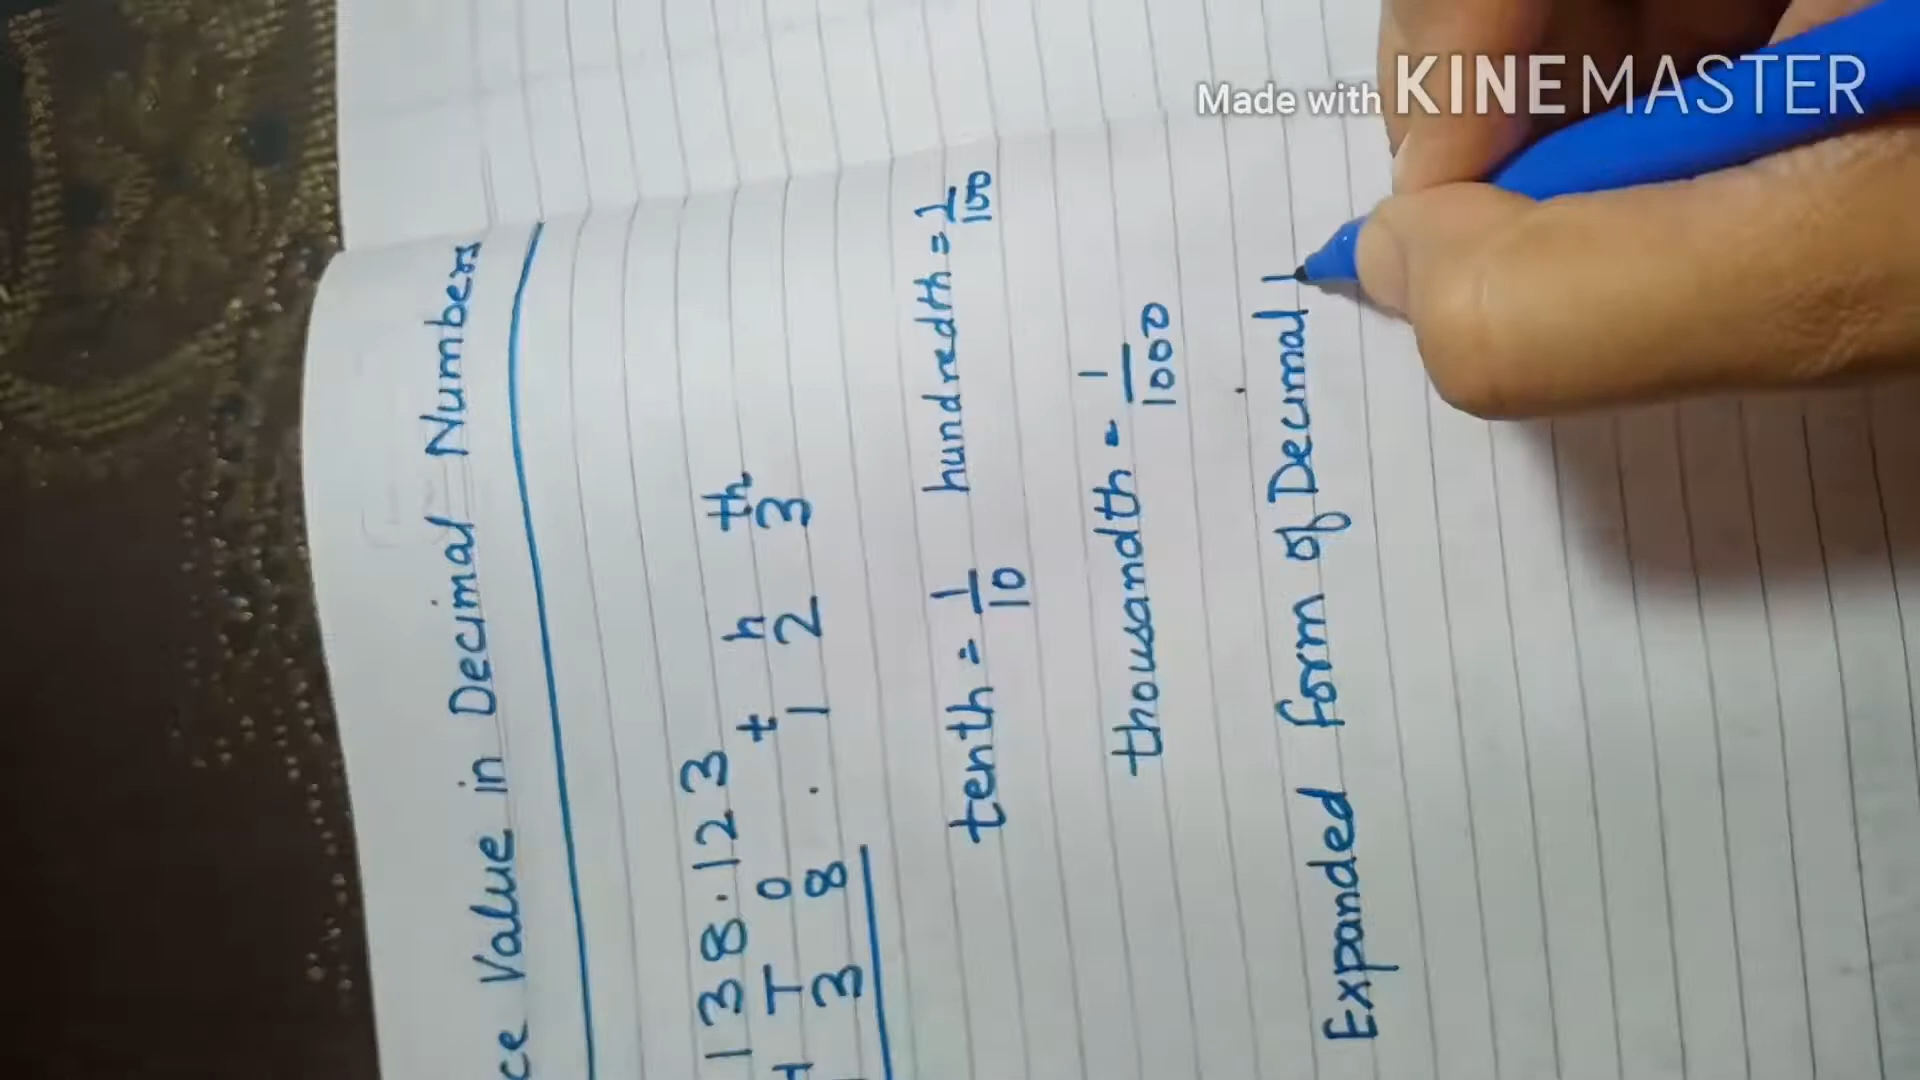 Made with KINEMASTER
ce Value in Decimal Numbers
138.123
H T O t h th
1 3 8 . 1 2 3
tenth = 1/10 hundredth = 1/100
thousandth = 1/1000
Expanded form of Decimal